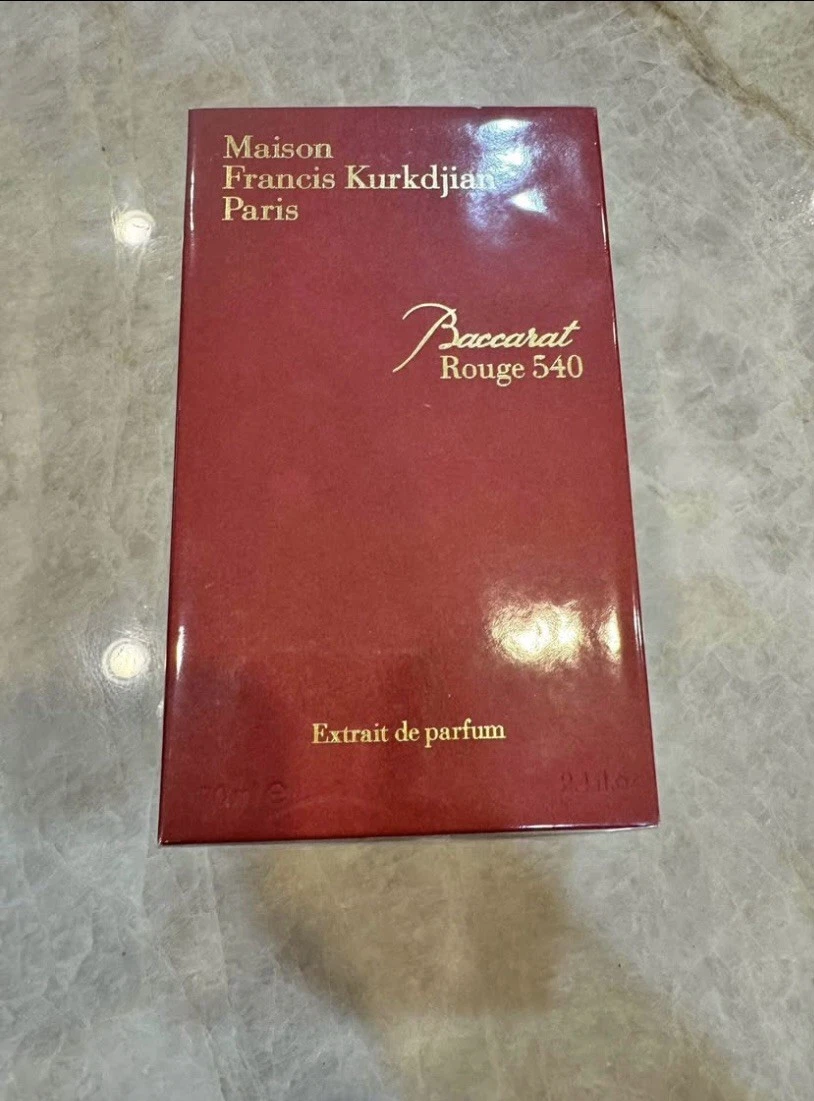 Maison
Francis Kurkdjian
Paris
Baccarat
Rouge 540
Extrait de parfum